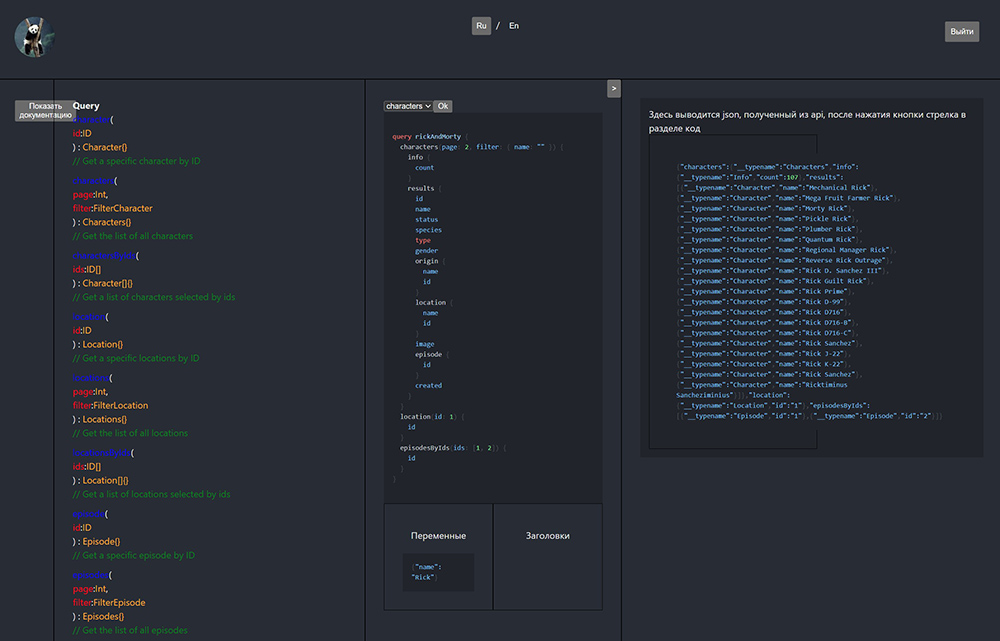 Ru / En
Выйти
Показать
документацию
Query
character(
id:ID
) : Character{}
// Get a specific character by ID
characters(
page:Int,
filter:FilterCharacter
) : Characters{}
// Get the list of all characters
charactersByIds(
ids:ID[]
) : Character[]{}
// Get a list of characters selected by ids
location(
id:ID
) : Location{}
// Get a specific locations by ID
locations(
page:Int,
filter:FilterLocation
) : Locations{}
// Get the list of all locations
locationsByIds(
ids:ID[]
) : Location[]{}
// Get a list of locations selected by ids
episode(
id:ID
) : Episode{}
// Get a specific episode by ID
episodes(
page:Int,
filter:FilterEpisode
) : Episodes{}
// Get the list of all episodes
characters Ok
>
query rickAndMorty {
characters(page: 2, filter: { name: "" }) {
info {
count
}
results {
id
name
status
species
type
gender
origin {
name
id
}
location {
name
id
}
image
episode {
id
}
created
}
}
location(id: 1) {
id
}
episodesByIds(ids: [1, 2]) {
id
}
}
Переменные
{"name":
"Rick"}
Заголовки
Здесь выводится json, полученный из api, после нажатия кнопки стрелка в
разделе код
{"characters":{"__typename":"Characters","info":
{"__typename":"Info","count":107},"results":
[{"__typename":"Character","name":"Mechanical Rick"},
{"__typename":"Character","name":"Mega Fruit Farmer Rick"},
{"__typename":"Character","name":"Morty Rick"},
{"__typename":"Character","name":"Pickle Rick"},
{"__typename":"Character","name":"Plumber Rick"},
{"__typename":"Character","name":"Quantum Rick"},
{"__typename":"Character","name":"Regional Manager Rick"},
{"__typename":"Character","name":"Reverse Rick Outrage"},
{"__typename":"Character","name":"Rick D. Sanchez III"},
{"__typename":"Character","name":"Rick Guilt Rick"},
{"__typename":"Character","name":"Rick Prime"},
{"__typename":"Character","name":"Rick D-99"},
{"__typename":"Character","name":"Rick D716"},
{"__typename":"Character","name":"Rick D716-B"},
{"__typename":"Character","name":"Rick D716-C"},
{"__typename":"Character","name":"Rick Sanchez"},
{"__typename":"Character","name":"Rick J-22"},
{"__typename":"Character","name":"Rick K-22"},
{"__typename":"Character","name":"Rick Sanchez"},
{"__typename":"Character","name":"Ricktiminus
Sancheziminius"}]},"location":
{"__typename":"Location","id":"1"},"episodesByIds":
[{"__typename":"Episode","id":"1"},{"__typename":"Episode","id":"2"}]}